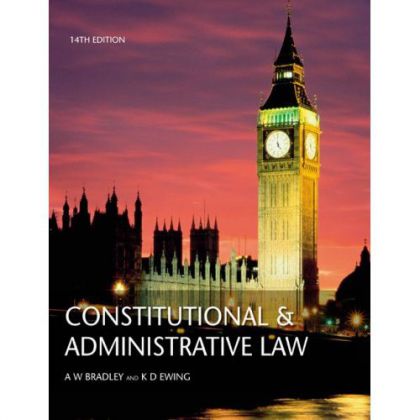 14TH EDITION
CONSTITUTIONAL &
ADMINISTRATIVE LAW
A W BRADLEY AND K D EWING